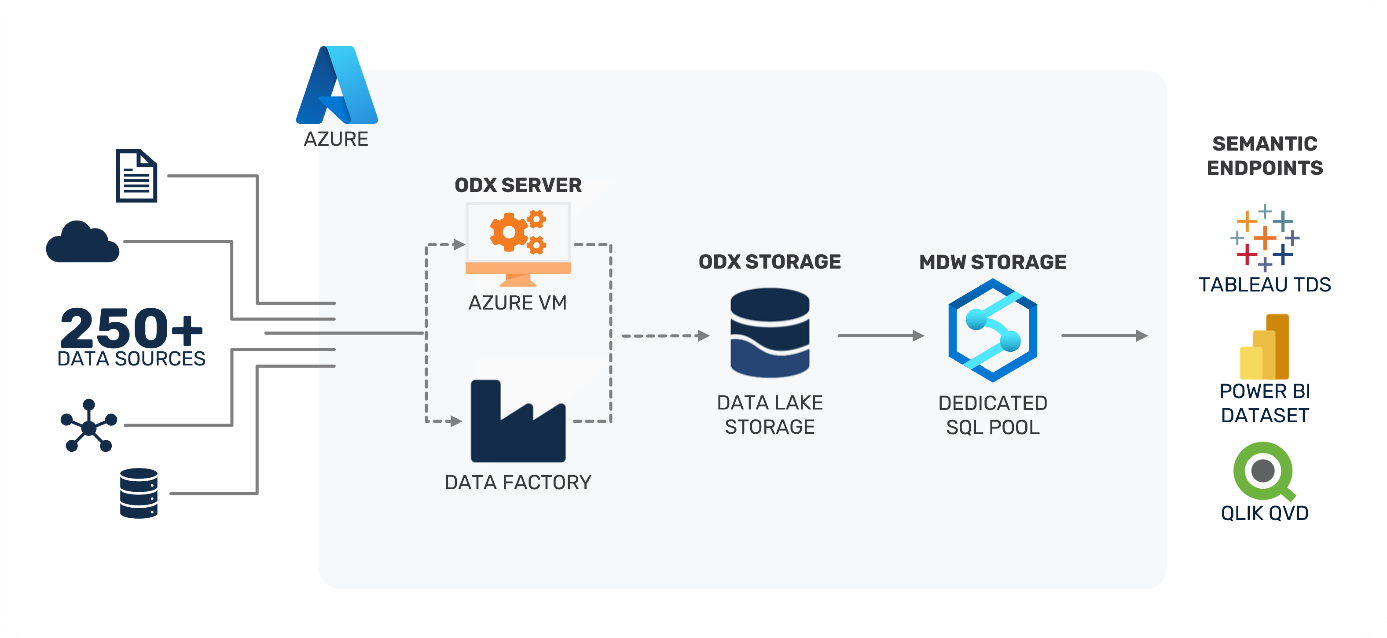 AZURE
250+
DATA SOURCES
ODX SERVER
AZURE VM
DATA FACTORY
ODX STORAGE
DATA LAKE
STORAGE
MDW STORAGE
DEDICATED
SQL POOL
SEMANTIC
ENDPOINTS
TABLEAU TDS
POWER BI
DATASET
QLIK QVD